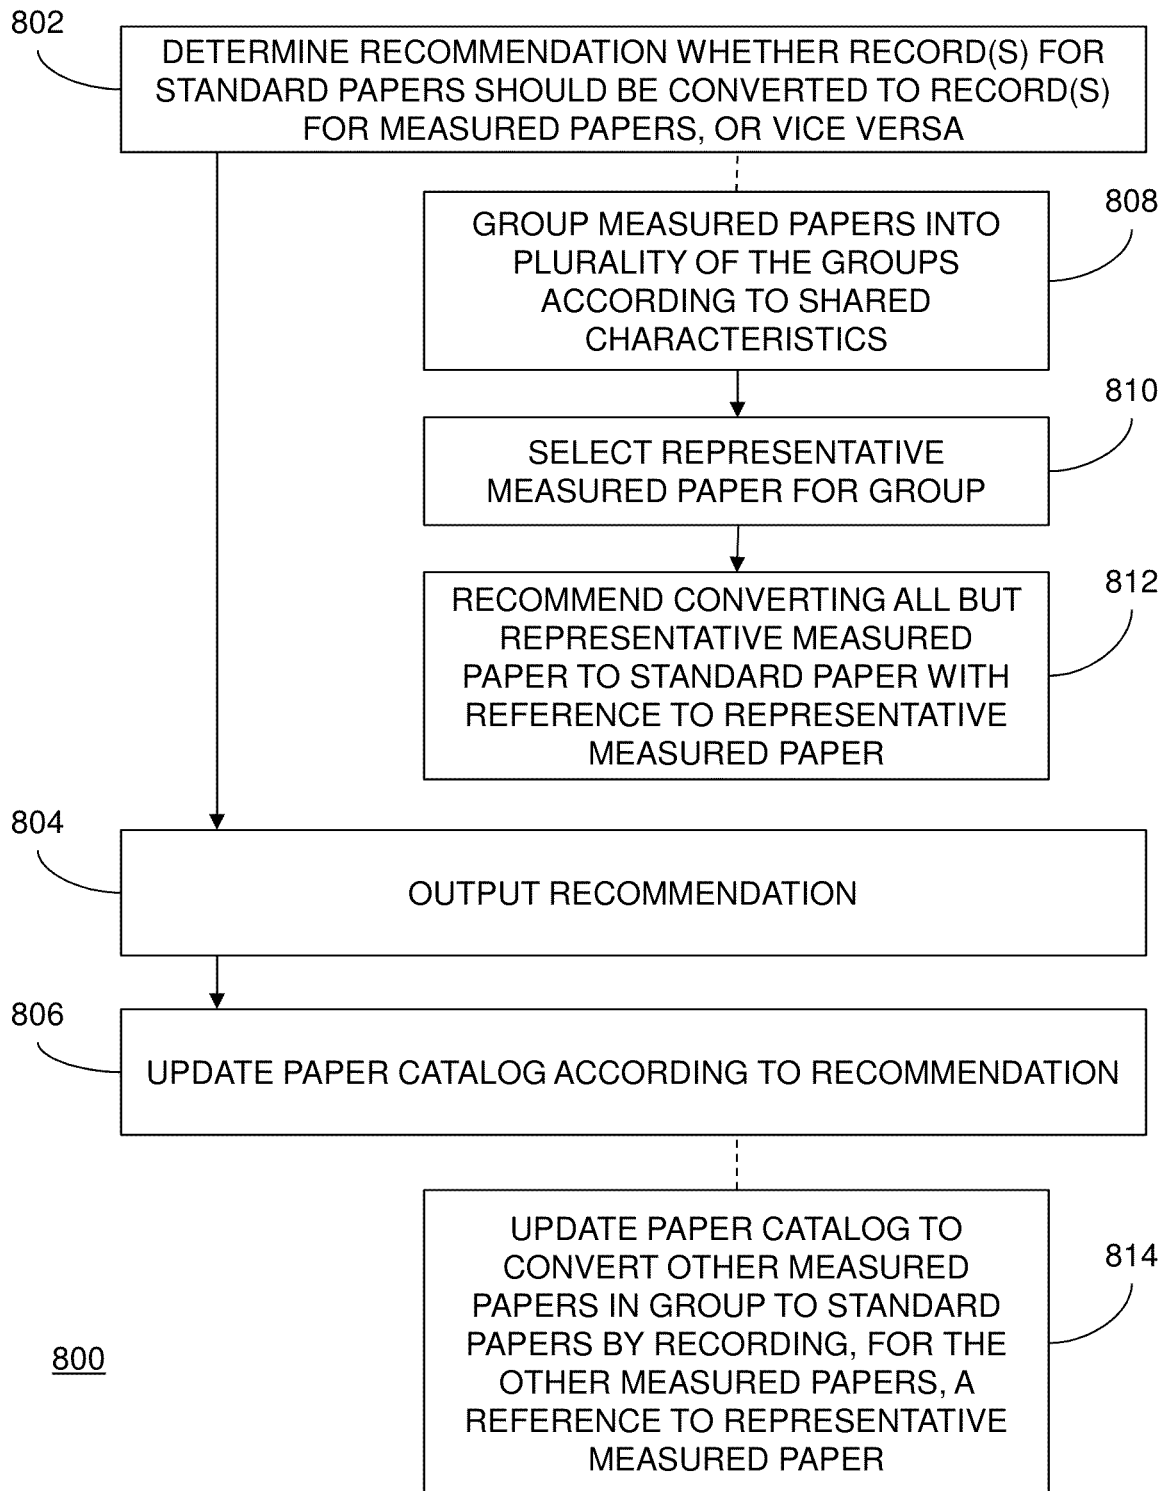 802
DETERMINE RECOMMENDATION WHETHER RECORD(S) FOR
STANDARD PAPERS SHOULD BE CONVERTED TO RECORD(S)
FOR MEASURED PAPERS, OR VICE VERSA
808
GROUP MEASURED PAPERS INTO
PLURALITY OF THE GROUPS
ACCORDING TO SHARED
CHARACTERISTICS
810
SELECT REPRESENTATIVE
MEASURED PAPER FOR GROUP
812
RECOMMEND CONVERTING ALL BUT
REPRESENTATIVE MEASURED
PAPER TO STANDARD PAPER WITH
REFERENCE TO REPRESENTATIVE
MEASURED PAPER
804
OUTPUT RECOMMENDATION
806
UPDATE PAPER CATALOG ACCORDING TO RECOMMENDATION
814
UPDATE PAPER CATALOG TO
CONVERT OTHER MEASURED
PAPERS IN GROUP TO STANDARD
PAPERS BY RECORDING, FOR THE
OTHER MEASURED PAPERS, A
REFERENCE TO REPRESENTATIVE
MEASURED PAPER
800